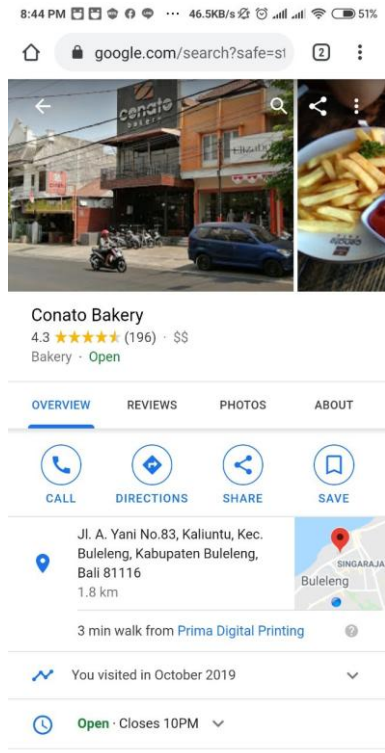 8:44 PM ... 46.5KB/s 51%
google.com/search?safe=st 2
conato
bakery
Conato Bakery
4.3 (196) · $$
Bakery · Open
OVERVIEW REVIEWS PHOTOS ABOUT
CALL DIRECTIONS SHARE SAVE
Jl. A. Yani No.83, Kaliuntu, Kec.
Buleleng, Kabupaten Buleleng,
Bali 81116
1.8 km
SINGARAJA
Buleleng
3 min walk from Prima Digital Printing
You visited in October 2019
Open · Closes 10PM